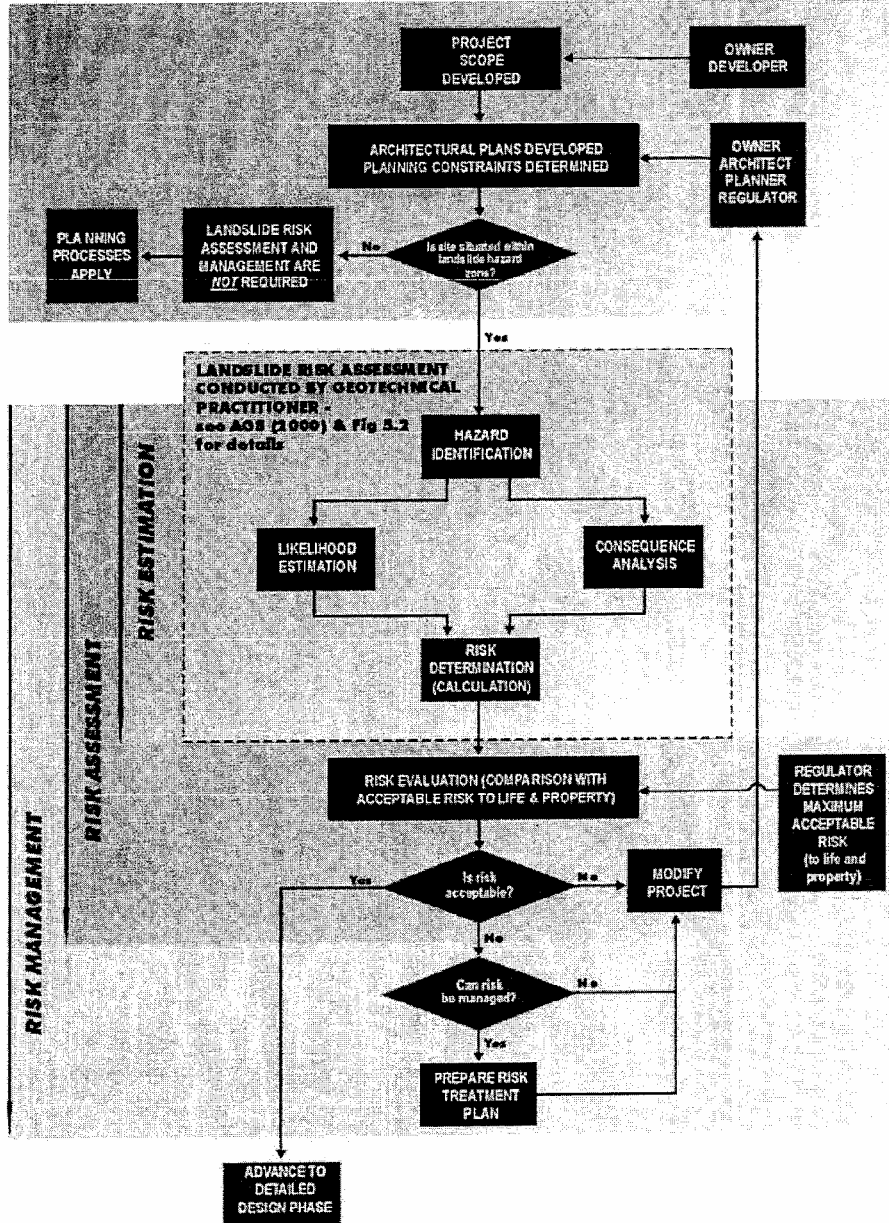 PROJECT
SCOPE
DEVELOPED
OWNER
DEVELOPER
ARCHITECTURAL PLANS DEVELOPED
PLANNING CONSTRAINTS DETERMINED
OWNER
ARCHITECT
PLANNER
REGULATOR
Is site situated within
landslide hazard
zone?
No
LANDSLIDE RISK
ASSESSMENT AND
MANAGEMENT ARE
NOT REQUIRED
PLANNING
PROCESSES
APPLY
Yes
LANDSLIDE RISK ASSESSMENT
CONDUCTED BY GEOTECHNICAL
PRACTITIONER -
see AGS (2000) & Fig 5.2
for details
HAZARD
IDENTIFICATION
LIKELIHOOD
ESTIMATION
CONSEQUENCE
ANALYSIS
RISK
DETERMINATION
(CALCULATION)
RISK ESTIMATION
RISK ASSESSMENT
RISK MANAGEMENT
RISK EVALUATION (COMPARISON WITH
ACCEPTABLE RISK TO LIFE & PROPERTY)
REGULATOR
DETERMINES
MAXIMUM
ACCEPTABLE
RISK
(to life and
property)
Yes
Is risk
acceptable?
No
MODIFY
PROJECT
No
Can risk
be managed?
No
Yes
PREPARE RISK
TREATMENT
PLAN
ADVANCE TO
DETAILED
DESIGN PHASE